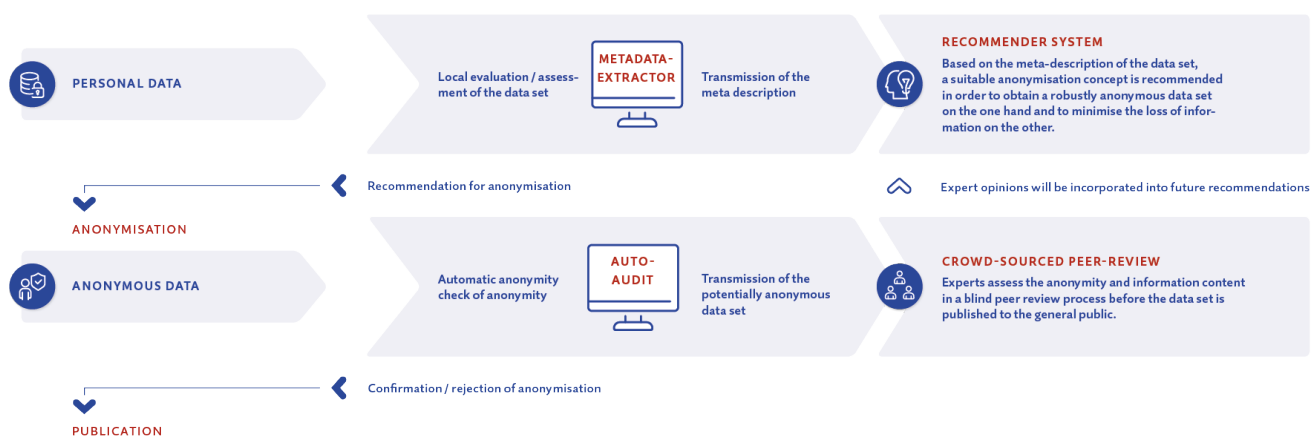 PERSONAL DATA
Local evaluation / assess-
ment of the data set
METADATA-
EXTRACTOR
Transmission of the
meta description
RECOMMENDER SYSTEM
Based on the meta-description of the data set,
a suitable anonymisation concept is recommended
in order to obtain a robustly anonymous data set
on the one hand and to minimise the loss of infor-
mation on the other.
Recommendation for anonymisation
Expert opinions will be incorporated into future recommendations
ANONYMISATION
ANONYMOUS DATA
Automatic anonymity
check of anonymity
AUTO-
AUDIT
Transmission of the
potentially anonymous
data set
CROWD-SOURCED PEER-REVIEW
Experts assess the anonymity and information content
in a blind peer review process before the data set is
published to the general public.
Confirmation / rejection of anonymisation
PUBLICATION